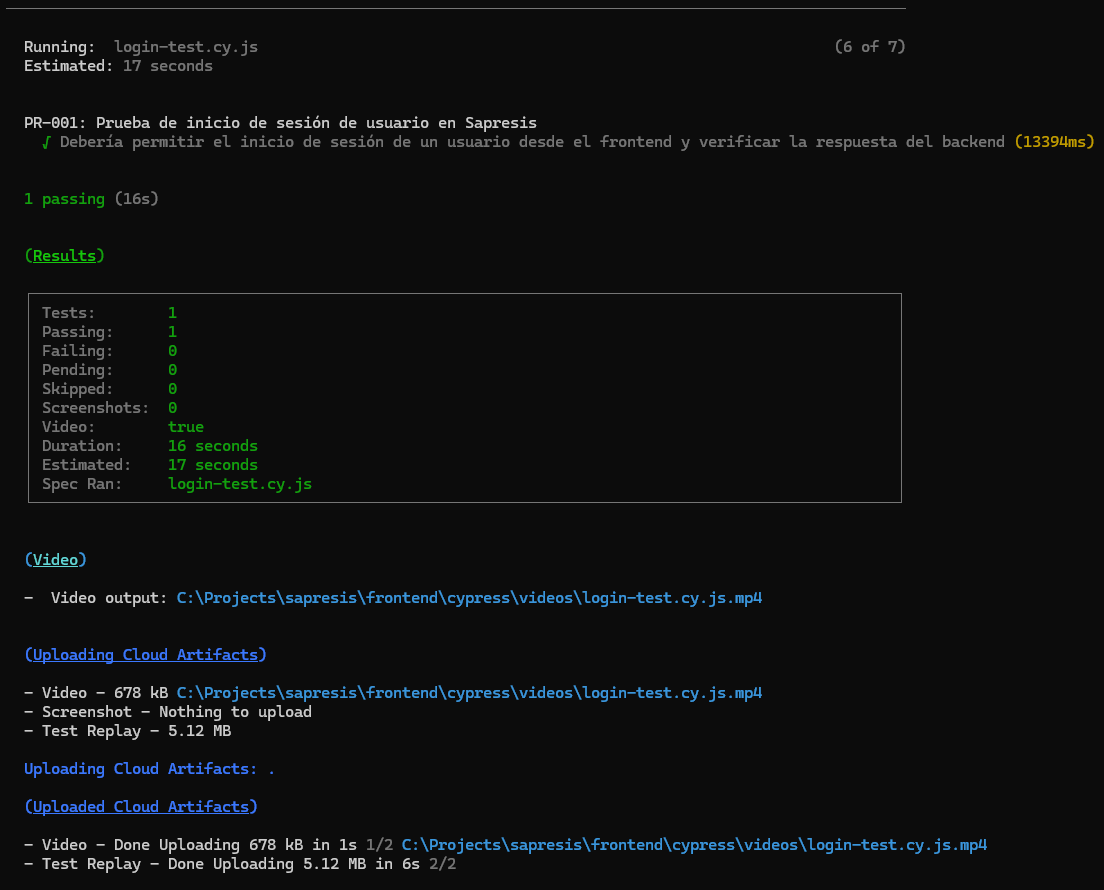 Running:  login-test.cy.js (6 of 7)
Estimated: 17 seconds
PR-001: Prueba de inicio de sesión de usuario en Sapresis
√ Debería permitir el inicio de sesión de un usuario desde el frontend y verificar la respuesta del backend (13394ms)
1 passing (16s)
(Results)
Tests: 1
Passing: 1
Failing: 0
Pending: 0
Skipped: 0
Screenshots: 0
Video: true
Duration: 16 seconds
Estimated: 17 seconds
Spec Ran: login-test.cy.js
(Video)
-  Video output: C:\Projects\sapresis\frontend\cypress\videos\login-test.cy.js.mp4
(Uploading Cloud Artifacts)
- Video - 678 kB C:\Projects\sapresis\frontend\cypress\videos\login-test.cy.js.mp4
- Screenshot - Nothing to upload
- Test Replay - 5.12 MB
Uploading Cloud Artifacts: .
(Uploaded Cloud Artifacts)
- Video - Done Uploading 678 kB in 1s 1/2 C:\Projects\sapresis\frontend\cypress\videos\login-test.cy.js.mp4
- Test Replay - Done Uploading 5.12 MB in 6s 2/2